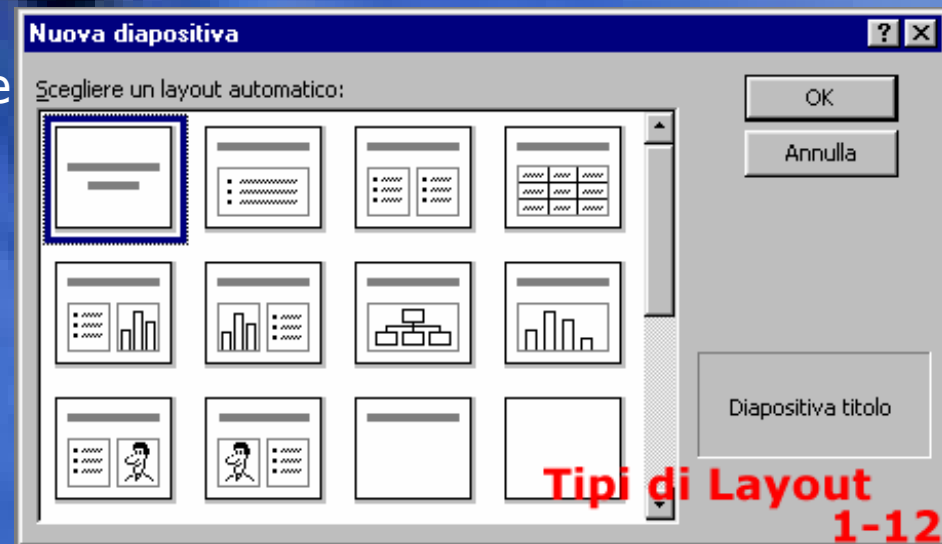 Nuova diapositiva
e
Scegliere un layout automatico:
OK
Annulla
Diapositiva titolo
Tipi di Layout
1-12